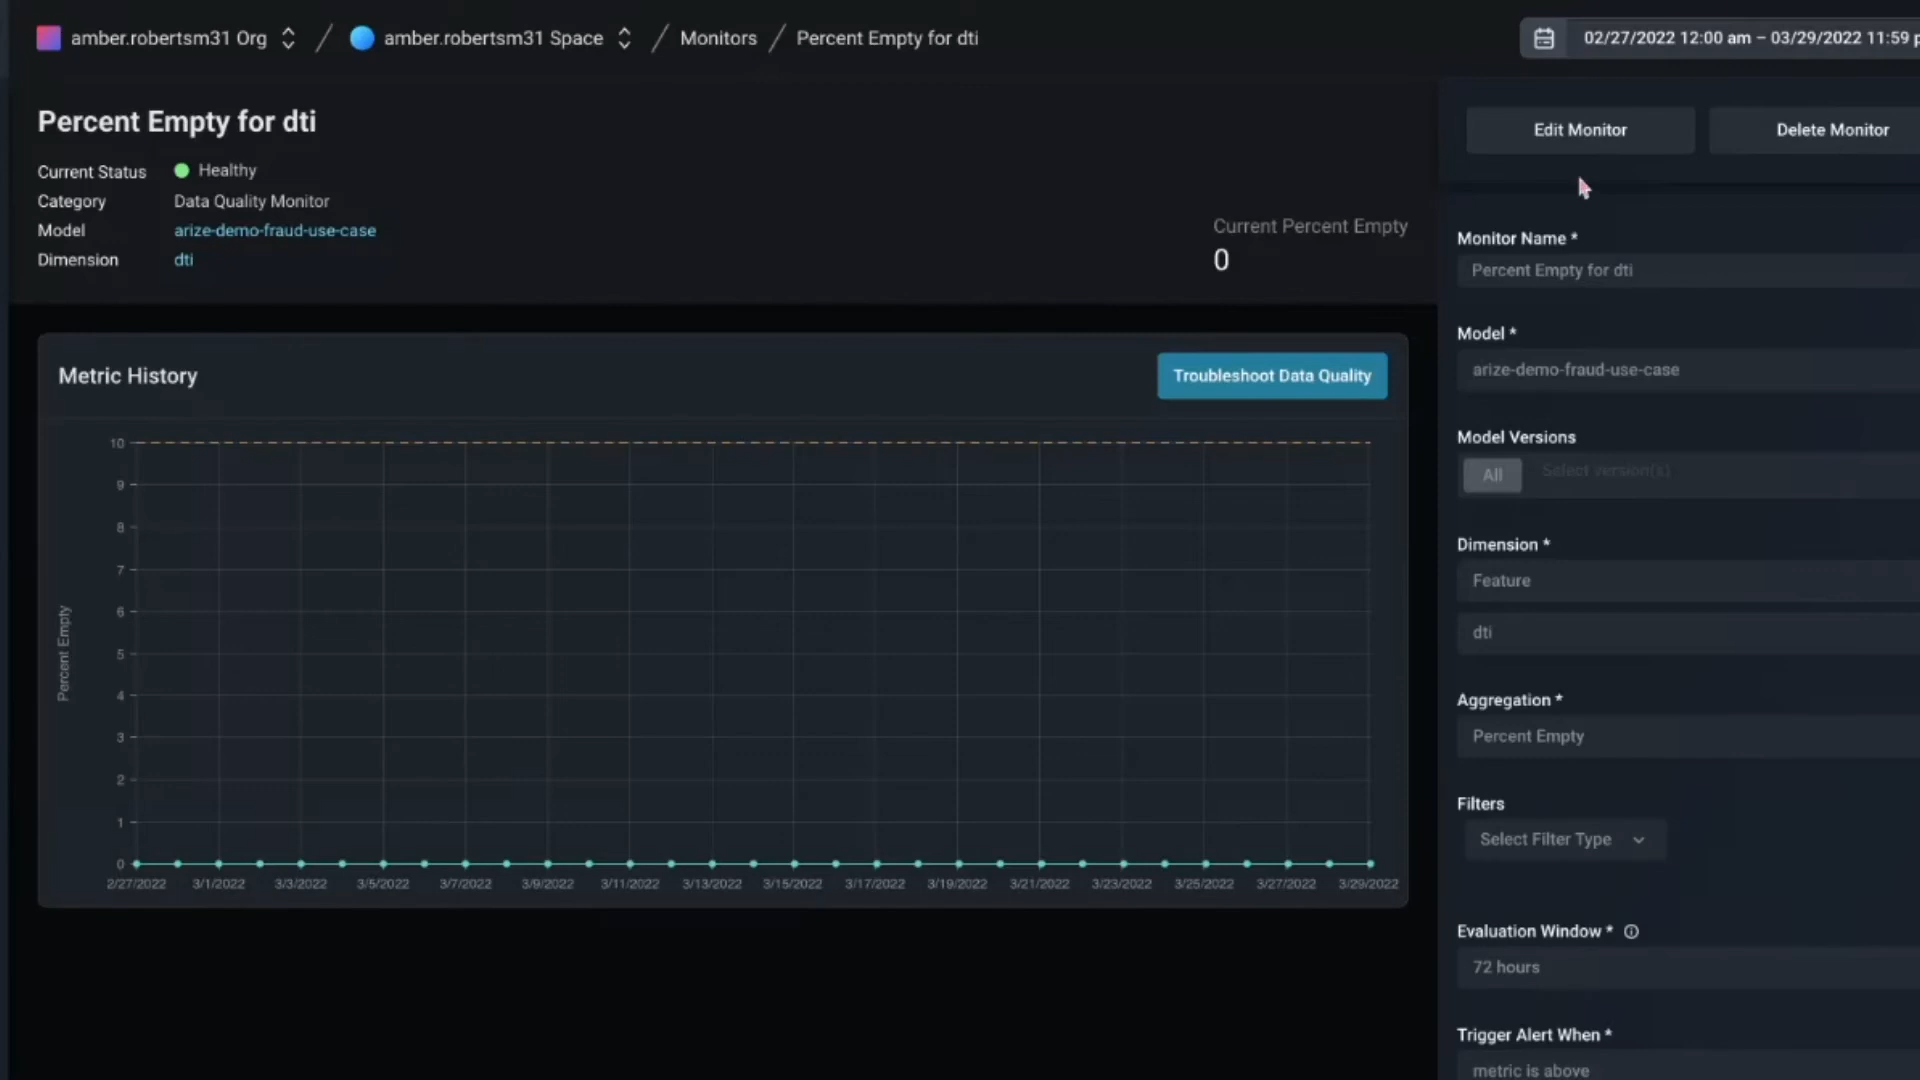 amber.robertsm31 Org / amber.robertsm31 Space / Monitors / Percent Empty for dti
02/27/2022 12:00 am – 03/29/2022 11:59 p
Percent Empty for dti
Current Status Healthy
Category Data Quality Monitor
Model arize-demo-fraud-use-case
Dimension dti
Current Percent Empty
0
Metric History
Troubleshoot Data Quality
Percent Empty
10
9
8
7
6
5
4
3
2
1
0
2/27/2022 3/1/2022 3/3/2022 3/5/2022 3/7/2022 3/9/2022 3/11/2022 3/13/2022 3/15/2022 3/17/2022 3/19/2022 3/21/2022 3/23/2022 3/25/2022 3/27/2022 3/29/2022
Edit Monitor
Delete Monitor
Monitor Name *
Percent Empty for dti
Model *
arize-demo-fraud-use-case
Model Versions
All Select version(s)
Dimension *
Feature
dti
Aggregation *
Percent Empty
Filters
Select Filter Type
Evaluation Window *
72 hours
Trigger Alert When *
metric is above